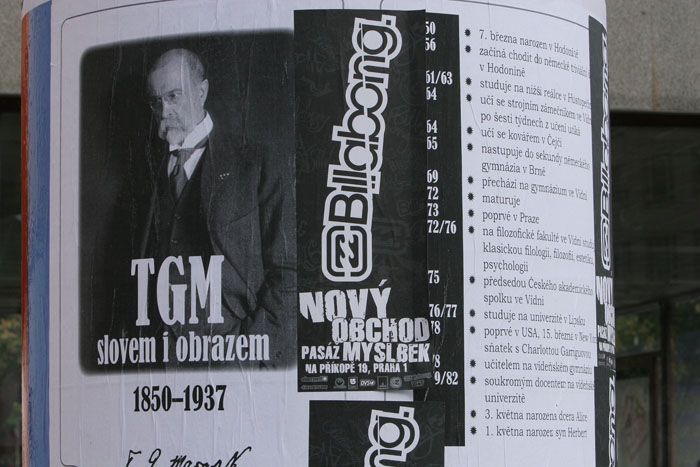 TGM
slovem i obrazem
1850–1937
Billabong
NOVÝ
OBCHOD
PASÁŽ MYSLBEK
NA PŘÍKOPĚ 19, PRAHA 1
50
56
61/63
64
64
65
69
72
73
72/76
75
76/77
78
78
9/82
7. března narozen v Hodoníně
začíná chodit do německé
v Hodoníně
studuje na nižší reálce v
učí se strojním zámečníkem ve
po šesti týdnech z učení
učí se kovářem v Čejči
nastupuje do sekundy německého
gymnázia v Brně
přechází na gymnázium ve Vídni
maturuje
poprvé v Praze
na filozofické fakultě ve Vídni
klasickou filologii, filozofii,
psychologii
předsedou Českého akademického
spolku ve Vídni
studuje na univerzitě v Lipsku
poprvé v USA, 15. března v New
sňatek s Charlottou Garriguovou
učitelem na vídeňském gymnáziu
soukromým docentem na vídeňské
univerzitě
3. května narozena dcera Alice
1. května narozen syn Herbert